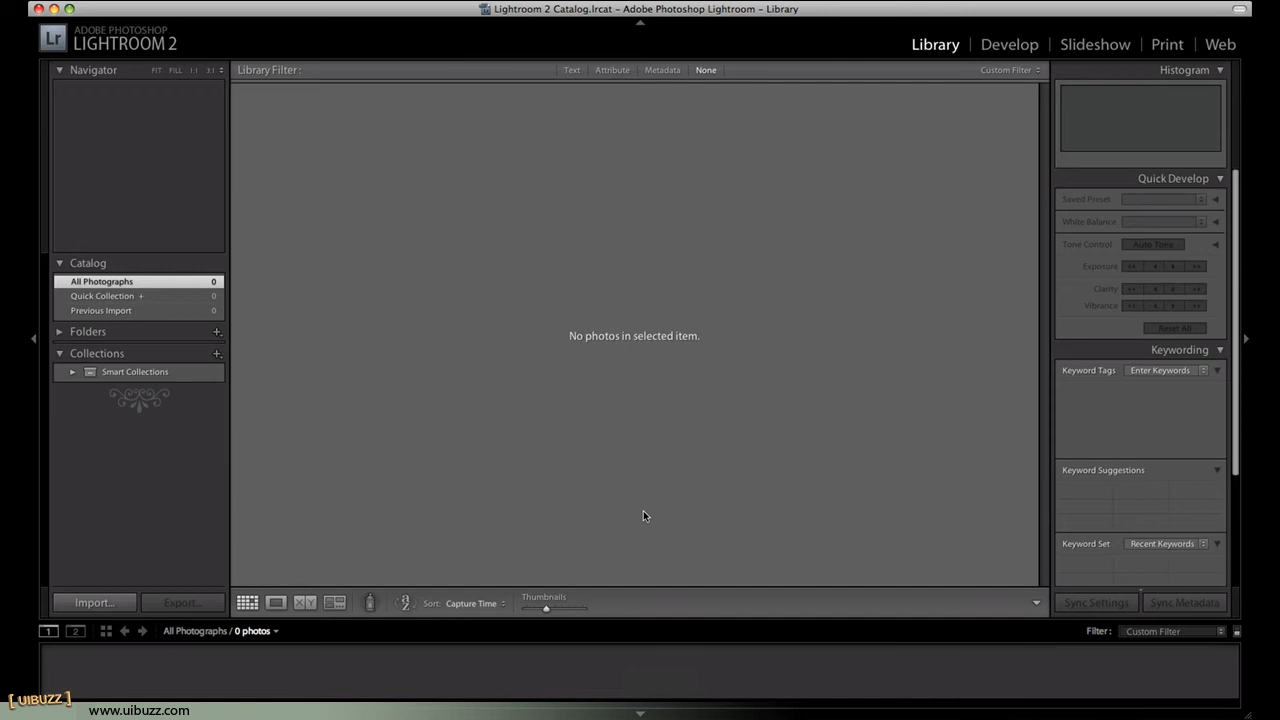 Lightroom 2 Catalog.lrcat – Adobe Photoshop Lightroom – Library
Lr
ADOBE PHOTOSHOP
LIGHTROOM 2
Library | Develop | Slideshow | Print | Web
Navigator FIT FILL 1:1 3:1
Library Filter: Text Attribute Metadata None Custom Filter
Histogram
Quick Develop
Saved Preset
White Balance
Tone Control Auto Tone
Exposure
Clarity
Vibrance
Reset All
Catalog
All Photographs 0
Quick Collection + 0
Previous Import 0
Folders
Collections
Smart Collections
No photos in selected item.
Keywording
Keyword Tags Enter Keywords
Keyword Suggestions
Keyword Set Recent Keywords
Import... Export...
XY
Sort: Capture Time
Thumbnails
Sync Settings Sync Metadata
1 2 All Photographs / 0 photos
Filter: Custom Filter
[ UIBUZZ ]
www.uibuzz.com